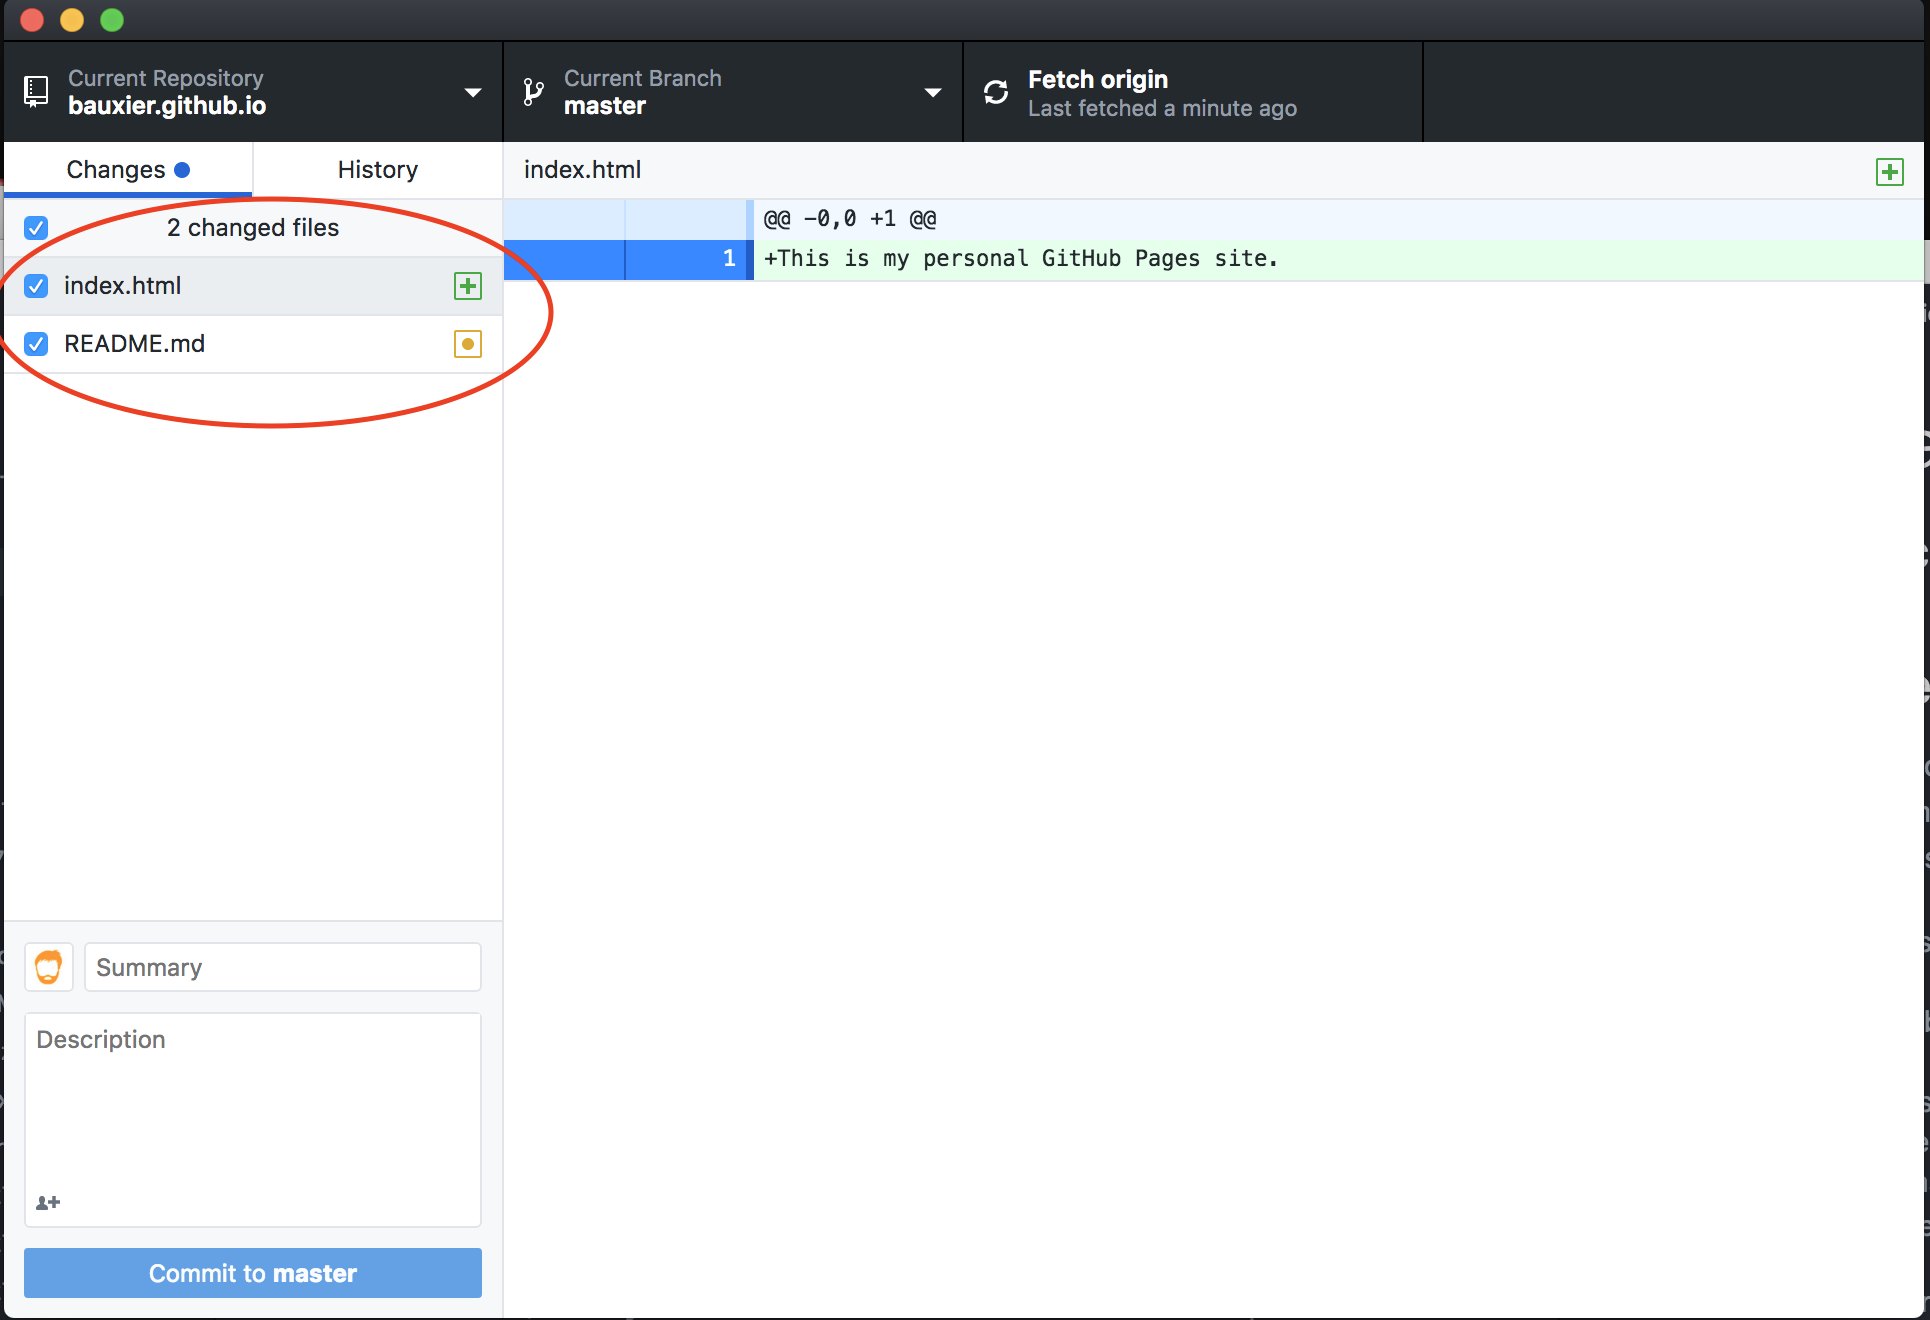 Current Repository
bauxier.github.io
Current Branch
master
Fetch origin
Last fetched a minute ago
Changes
History
2 changed files
index.html
README.md
index.html
@@ -0,0 +1 @@
1 +This is my personal GitHub Pages site.
Summary
Description
Commit to master